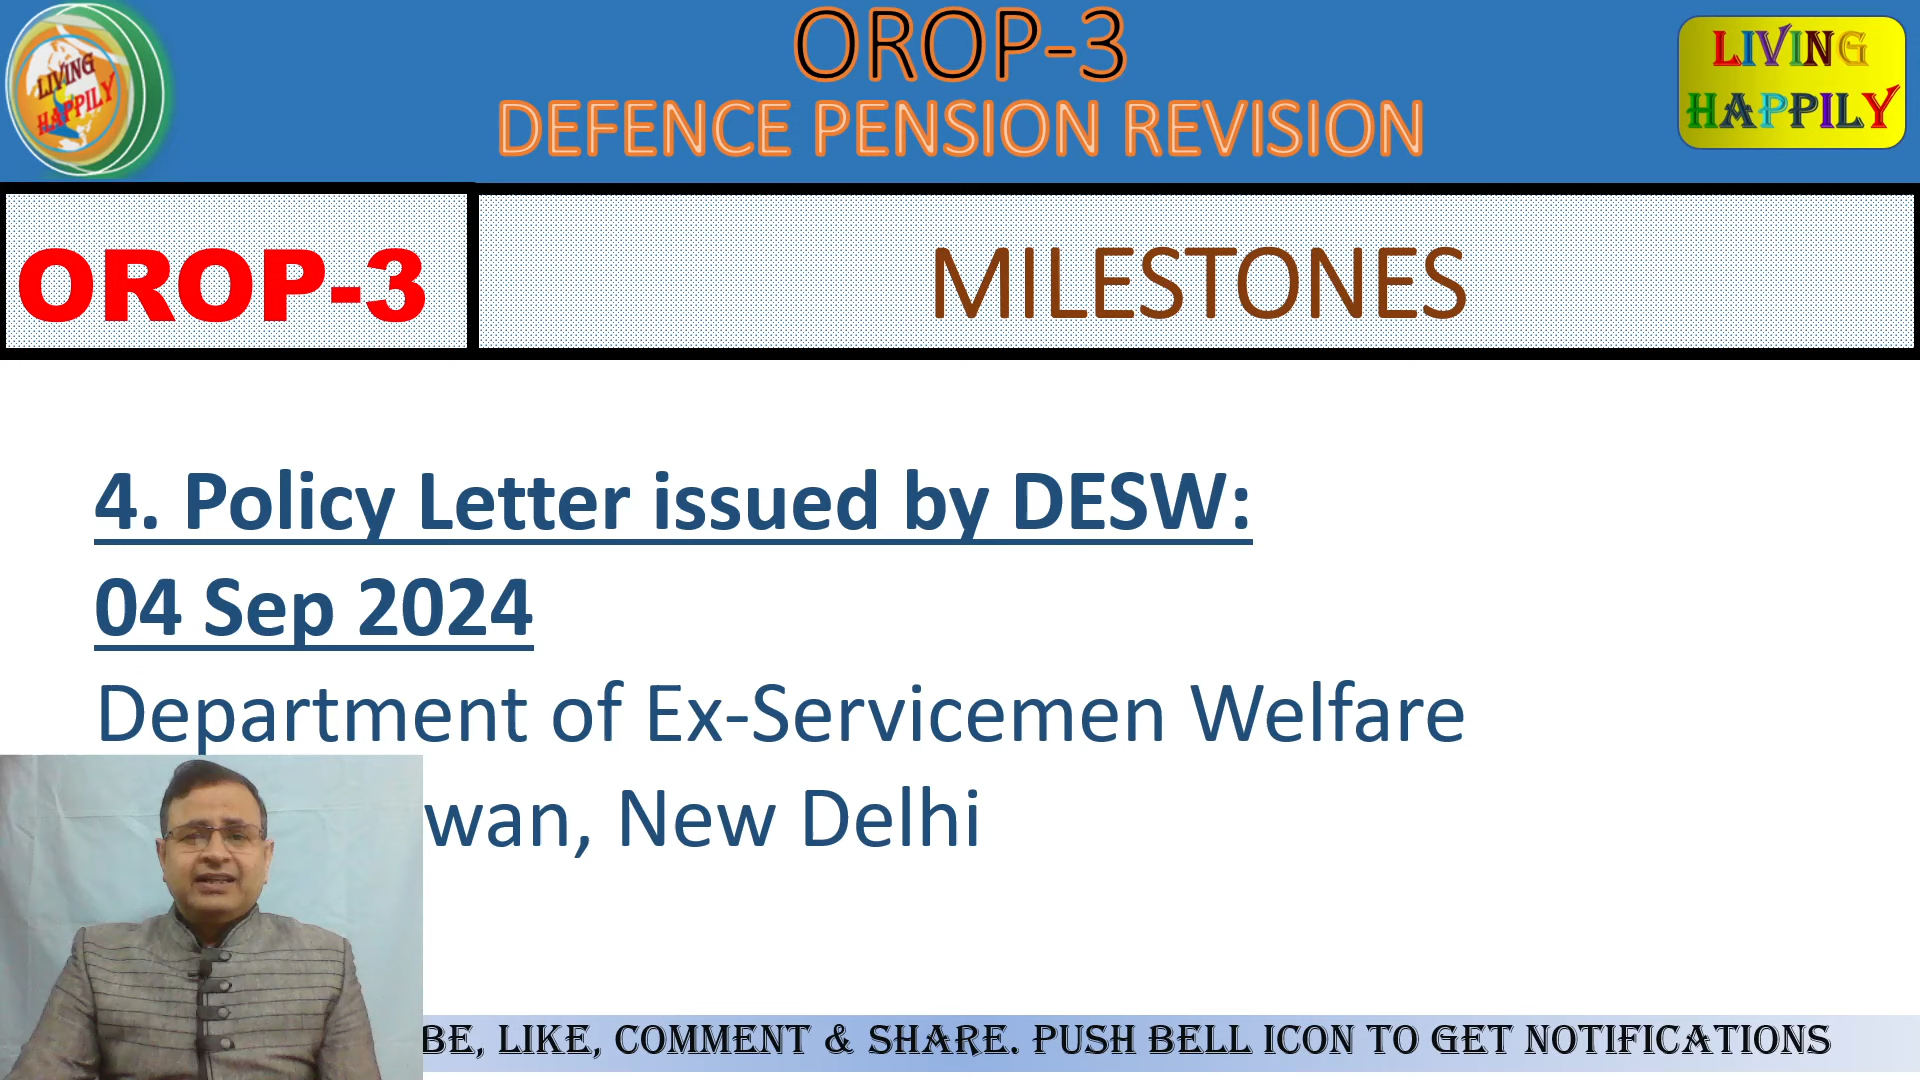 OROP-3
DEFENCE PENSION REVISION
LIVING
HAPPILY
LIVING
HAPPILY
OROP-3
MILESTONES
4. Policy Letter issued by DESW:
04 Sep 2024
Department of Ex-Servicemen Welfare
wan, New Delhi
BE, LIKE, COMMENT & SHARE. PUSH BELL ICON TO GET NOTIFICATIONS